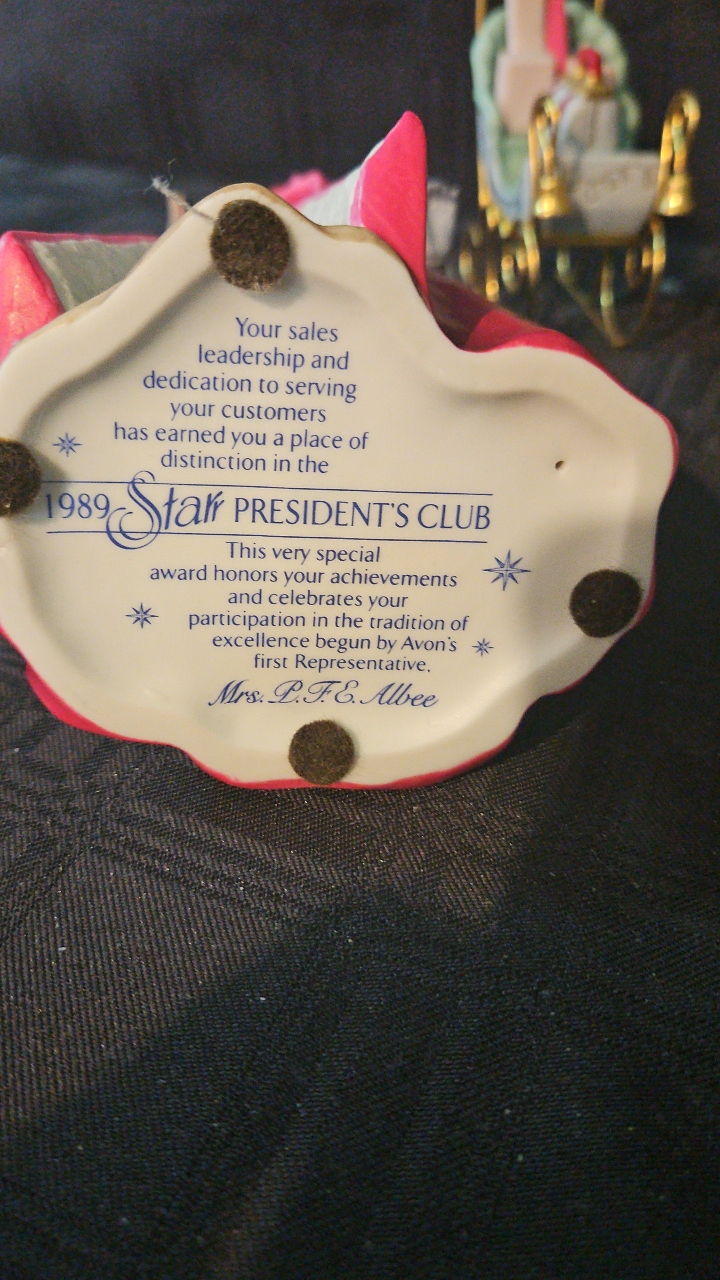 Your sales
leadership and
dedication to serving
your customers
has earned you a place of
distinction in the
1989 Starr PRESIDENT'S CLUB
This very special
award honors your achievements
and celebrates your
participation in the tradition of
excellence begun by Avon's
first Representative.
Mrs. P.F.E. Albee